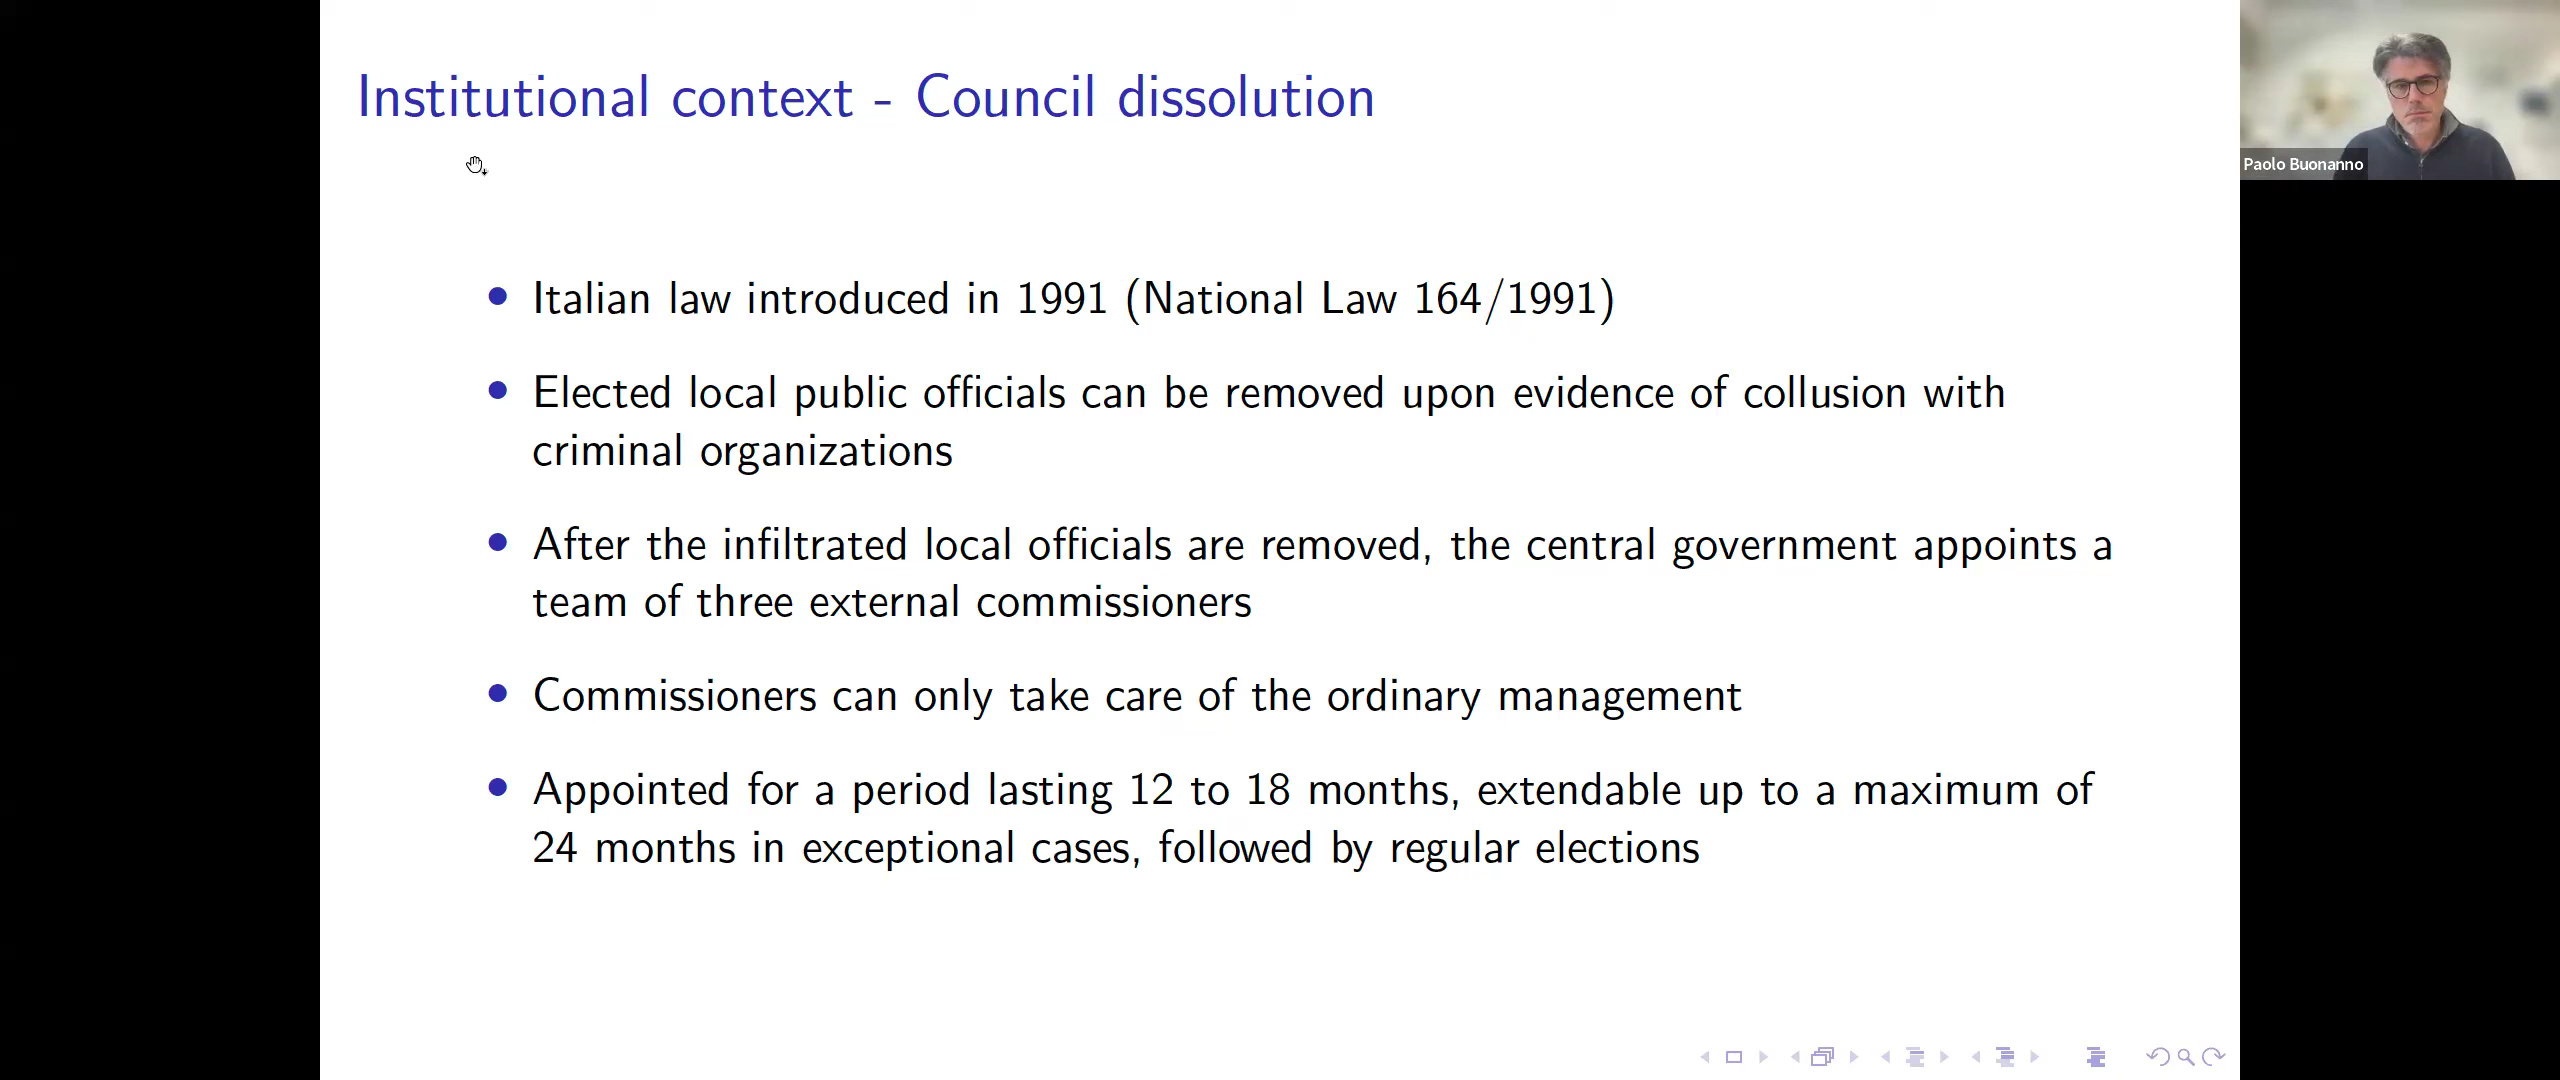 Institutional context - Council dissolution
Paolo Buonanno
• Italian law introduced in 1991 (National Law 164/1991)
• Elected local public officials can be removed upon evidence of collusion with
criminal organizations
• After the infiltrated local officials are removed, the central government appoints a
team of three external commissioners
• Commissioners can only take care of the ordinary management
• Appointed for a period lasting 12 to 18 months, extendable up to a maximum of
24 months in exceptional cases, followed by regular elections